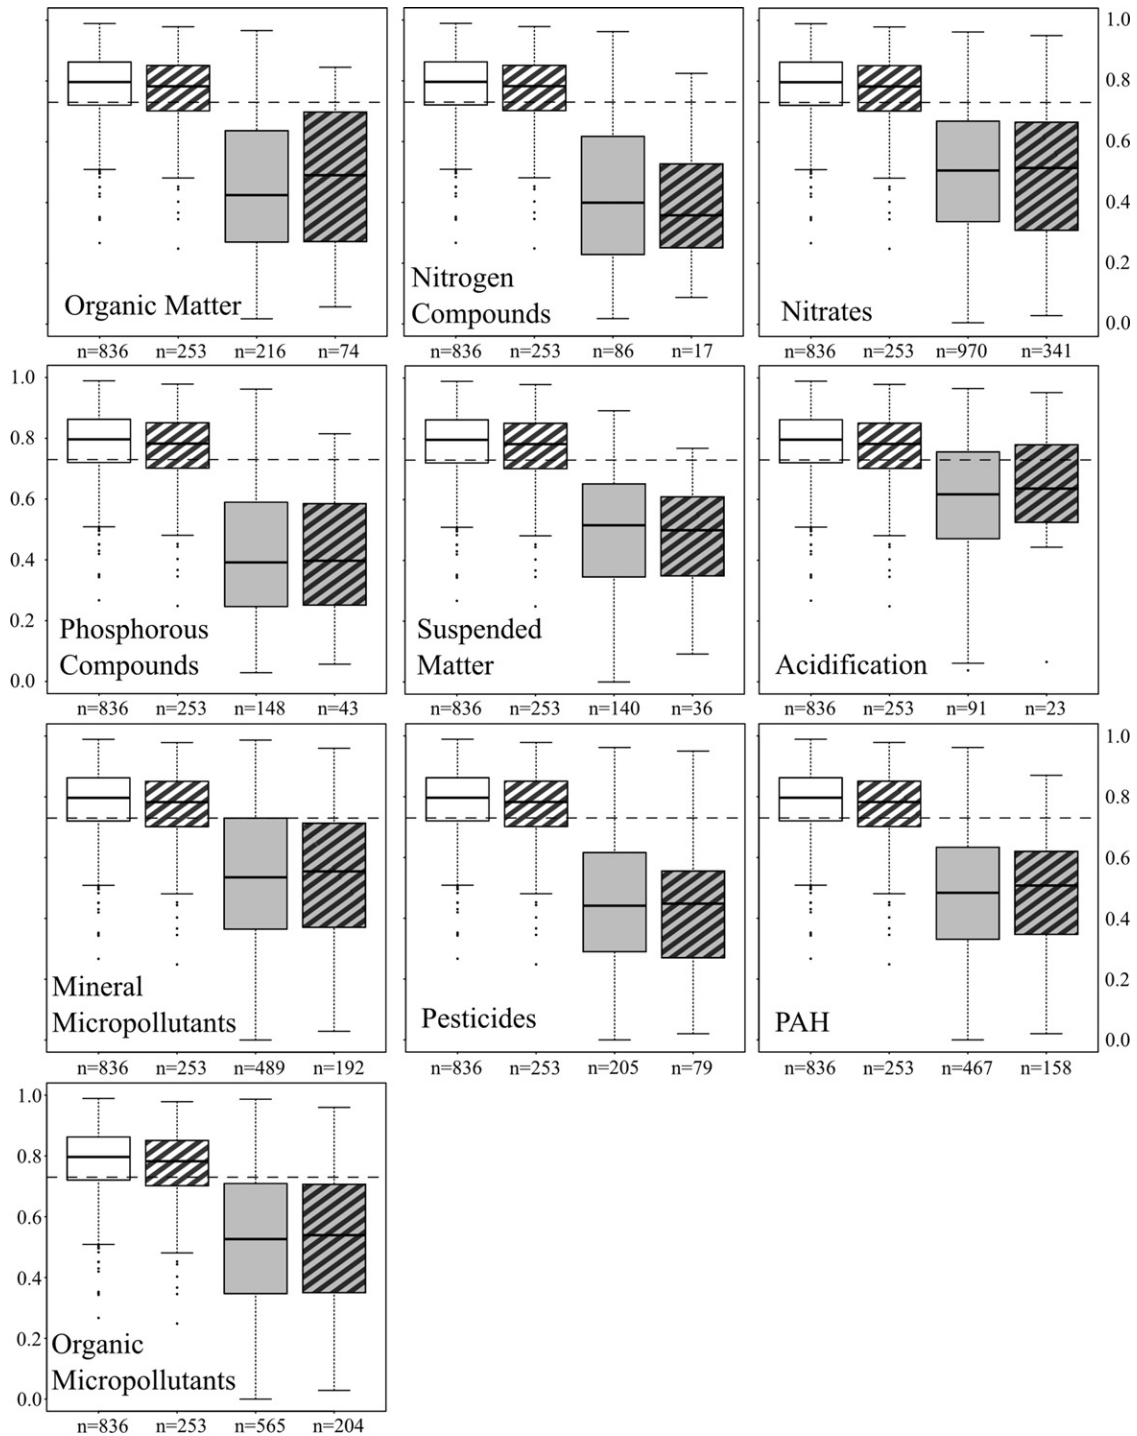 1.0
0.8
0.6
0.4
0.2
0.0
Organic Matter
Nitrogen
Compounds
Nitrates
n=836 n=253 n=216 n=74
n=836 n=253 n=86 n=17
n=836 n=253 n=970 n=341
1.0
0.8
0.6
0.4
0.2
0.0
Phosphorous
Compounds
Suspended
Matter
Acidification
n=836 n=253 n=148 n=43
n=836 n=253 n=140 n=36
n=836 n=253 n=91 n=23
1.0
0.8
0.6
0.4
0.2
0.0
Mineral
Micropollutants
Pesticides
PAH
n=836 n=253 n=489 n=192
n=836 n=253 n=205 n=79
n=836 n=253 n=467 n=158
1.0
0.8
0.6
0.4
0.2
0.0
Organic
Micropollutants
n=836 n=253 n=565 n=204